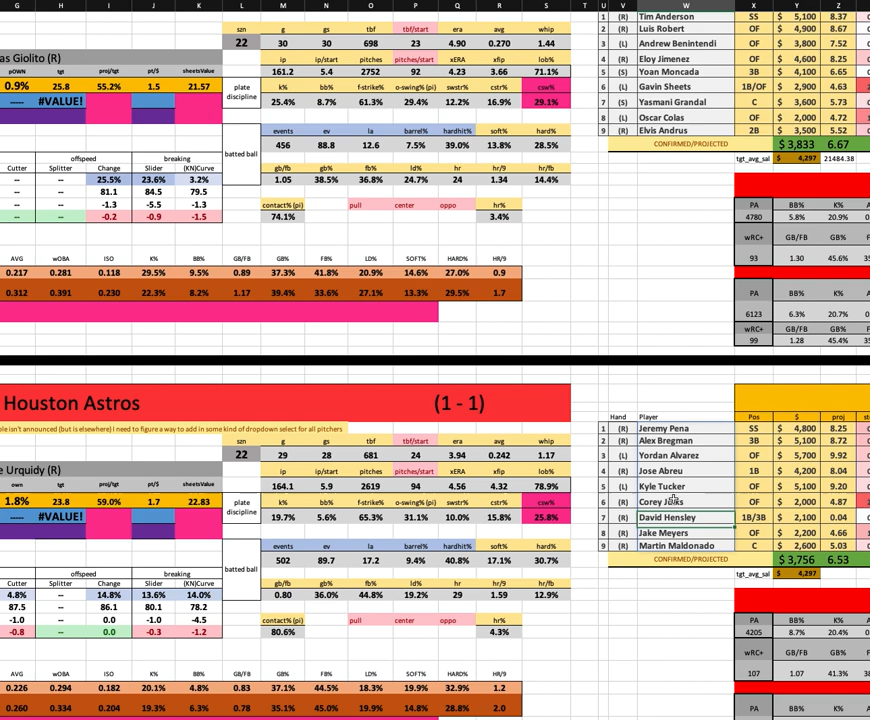 G H I J K L M N O P Q R S T U V W X Y Z
szn g gs tbf tbf/start era avg whip 1 (R) Tim Anderson SS $ 5,100 8.37
22 30 30 698 23 4.90 0.270 1.44 2 (R) Luis Robert OF $ 4,900 8.67
as Giolito (R) ip ip/start pitches pitches/start xERA xfip lob% 3 (L) Andrew Benintendi OF $ 3,800 7.52
pOWN tgt proj/tgt pt/$ sheetsValue 161.2 5.4 2752 92 4.23 3.66 71.1% 4 (R) Eloy Jimenez OF $ 4,600 8.25
0.9% 25.8 55.2% 1.5 21.57 plate discipline k% bb% f-strike% o-swing% (pi) swstr% cstr% csw% 5 (S) Yoan Moncada 3B $ 4,100 6.65
----- #VALUE! 25.4% 8.7% 61.3% 29.4% 12.2% 16.9% 29.1% 6 (L) Gavin Sheets 1B/OF $ 2,900 4.63
7 (S) Yasmani Grandal C $ 3,600 5.73
8 (L) Oscar Colas OF $ 2,000 4.72
batted ball events ev la barrel% hardhit% soft% hard% 9 (R) Elvis Andrus 2B $ 3,500 5.52
456 88.8 12.6 7.5% 39.0% 13.8% 28.5% CONFIRMED/PROJECTED $ 3,833 6.67
offspeed breaking tgt_avg_sal $ 4,297 21484.38
Cutter Splitter Change Slider (KN)Curve gb/fb gb% fb% ld% hr hr/9 hr/fb
-- -- 25.5% 23.6% 3.2% 1.05 38.5% 36.8% 24.7% 24 1.34 14.4%
-- -- 81.1 84.5 79.5
-- -- -1.3 -5.5 -1.3 contact% (pi) pull center oppo hr% PA BB% K%
-- -- -0.2 -0.9 -1.5 74.1% 3.4% 4780 5.8% 20.9%
wRC+ GB/FB GB%
AVG wOBA ISO K% BB% GB/FB GB% FB% LD% SOFT% HARD% HR/9 93 1.30 45.6%
0.217 0.281 0.118 29.5% 9.5% 0.89 37.3% 41.8% 20.9% 14.6% 27.0% 0.9
0.312 0.391 0.230 22.3% 8.2% 1.17 39.4% 33.6% 27.1% 13.3% 29.5% 1.7 PA BB% K%
6123 6.3% 20.7%
wRC+ GB/FB GB%
99 1.28 45.4%
Houston Astros (1 - 1)
Hand Player Pos $ proj
ple isn't announced (but is elsewhere) I need to figure a way to add in some kind of dropdown select for all pitchers 1 (R) Jeremy Pena SS $ 4,800 8.25
szn g gs tbf tbf/start era avg whip 2 (R) Alex Bregman 3B $ 5,100 8.72
22 29 28 681 24 3.94 0.242 1.17 3 (L) Yordan Alvarez OF $ 5,700 9.92
e Urquidy (R) ip ip/start pitches pitches/start xERA xfip lob% 4 (R) Jose Abreu 1B $ 4,200 8.04
own tgt proj/tgt pt/$ sheetsValue 164.1 5.9 2619 94 4.32 4.32 78.9% 5 (L) Kyle Tucker OF $ 5,100 9.20
1.8% 23.8 59.0% 1.7 22.83 plate discipline k% bb% f-strike% o-swing% (pi) swstr% cstr% csw% 6 (R) Corey OF $ 2,000 4.87
----- #VALUE! 19.7% 5.6% 65.3% 31.1% 10.0% 15.8% 25.8% 7 (R) David Hensley 1B/3B $ 2,100 0.04
8 (R) Jake Meyers OF $ 2,200 4.66
batted ball events ev la barrel% hardhit% soft% hard% 9 (R) Martin Maldonado C $ 2,600 5.03
502 89.7 17.2 9.4% 40.8% 17.1% 30.7% CONFIRMED/PROJECTED $ 3,756 6.53
offspeed breaking tgt_avg_sal $ 4,297
Cutter Splitter Change Slider (KN)Curve gb/fb gb% fb% ld% hr hr/9 hr/fb
4.8% -- 14.8% 13.6% 14.0% 0.80 36.0% 44.8% 19.2% 29 1.59 12.9%
87.5 -- 86.1 80.1 78.2
-1.0 -- 0.0 -1.0 -4.5 contact% (pi) pull center oppo hr% PA BB% K%
-0.8 -- 0.0 -0.3 -1.2 80.6% 4.3% 4205 8.7% 20.4%
wRC+ GB/FB GB%
AVG wOBA ISO K% BB% GB/FB GB% FB% LD% SOFT% HARD% HR/9 107 1.07 41.3%
0.226 0.294 0.182 20.1% 4.8% 0.83 37.1% 44.5% 18.3% 19.9% 32.9% 1.2
0.260 0.334 0.204 19.3% 6.3% 0.78 35.1% 45.0% 19.9% 14.8% 28.8% 2.0 PA BB% K%